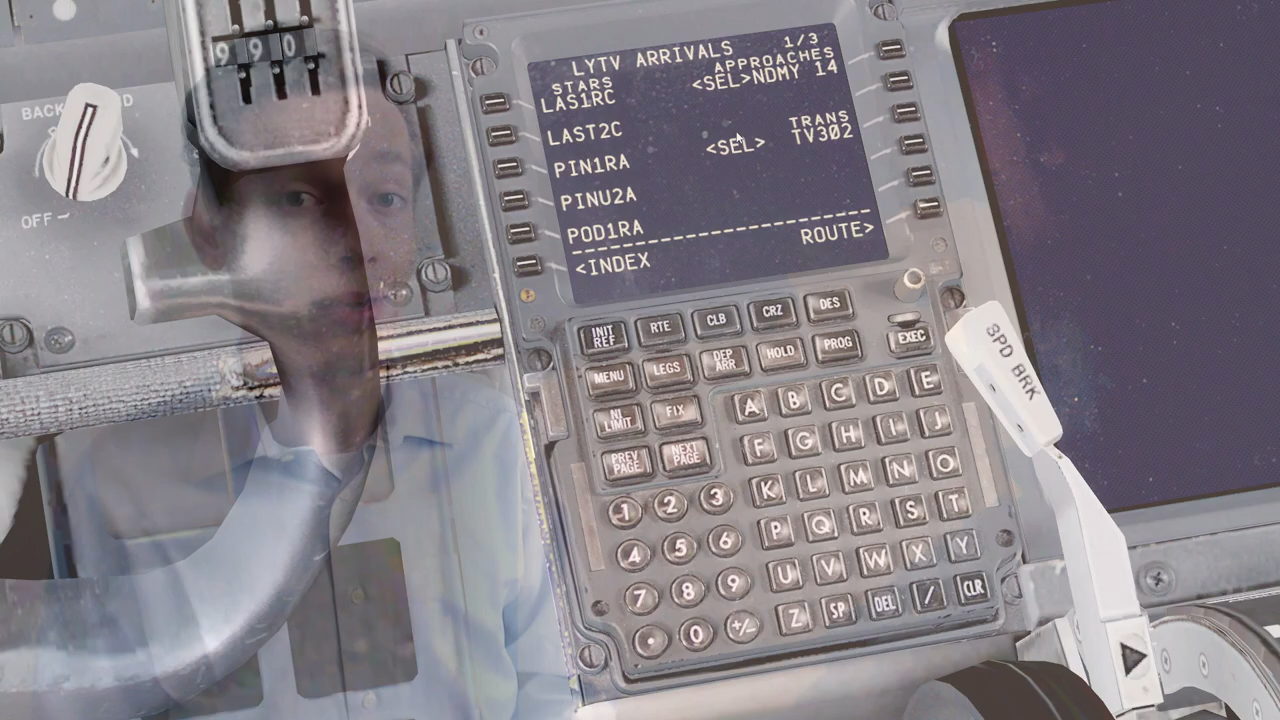 990
BACK
OFF
LYTV ARRIVALS 1/3
STARS APPROACHES
LAS1RC <SEL>NDMY 14
TRANS
LAST2C <SEL> TV302
PIN1RA
PINU2A
POD1RA
------------------------
<INDEX ROUTE>
INIT REF RTE CLB CRZ DES
MENU LEGS DEP ARR HOLD PROG EXEC
N1 LIMIT FIX
PREV PAGE NEXT PAGE
A B C D E
F G H I J
K L M N O
P Q R S T
U V W X Y
Z SP DEL / CLR
1 2 3
4 5 6
7 8 9
. 0 +/-
SPD BRK